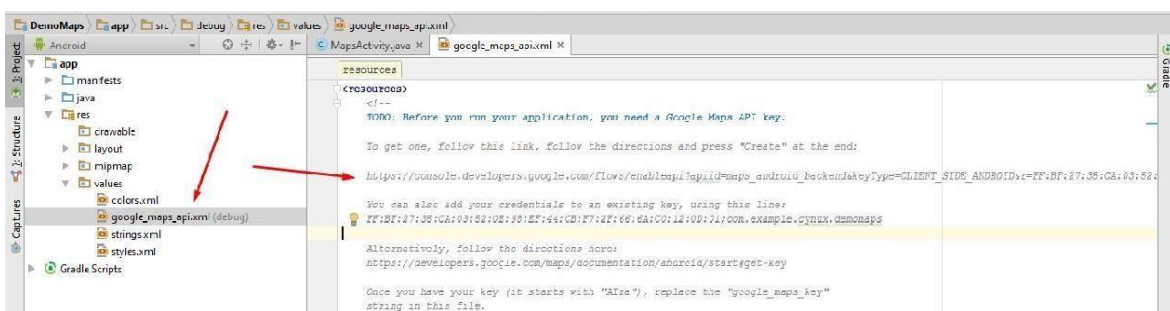 DemoMaps app src debug res values google_maps_api.xml
Android
MapsActivity.java × google_maps_api.xml ×
1: Project
2: Structure
Captures
Gradle
app
manifests
java
res
drawable
layout
mipmap
values
colors.xml
google_maps_api.xml (debug)
strings.xml
styles.xml
Gradle Scripts
resources
<resources>
<!--
TODO: Before you run your application, you need a Google Maps API key.
To get one, follow this link, follow the directions and press "Create" at the end:
https://console.developers.google.com/flows/enableapi?apiid=maps_android_backend&keyType=CLIENT_SIDE_ANDROID&r=FF:BF:27:35:CA:03:52:
You can also add your credentials to an existing key, using this line:
FF:BF:27:35:CA:03:52:0E:98:EF:44:CB:F7:2F:66:6A:C0:12:0D:01;com.example.cynux.demomaps
Alternatively, follow the directions here:
https://developers.google.com/maps/documentation/android/start#get-key
Once you have your key (it starts with "AIza"), replace the "google_maps_key"
string in this file.